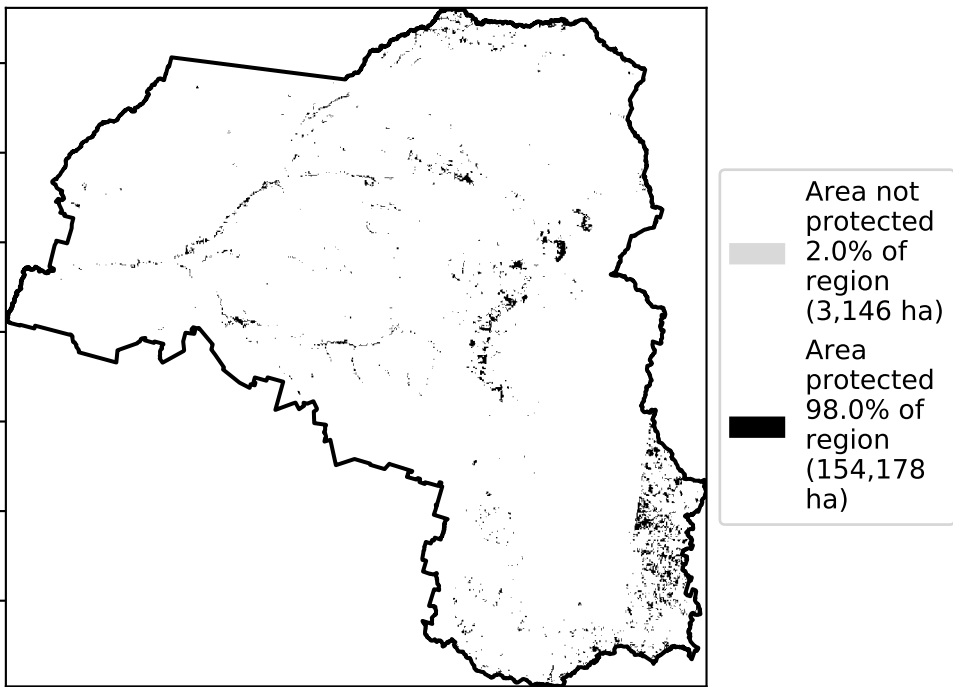 Area not
protected
2.0% of
region
(3,146 ha)
Area
protected
98.0% of
region
(154,178
ha)